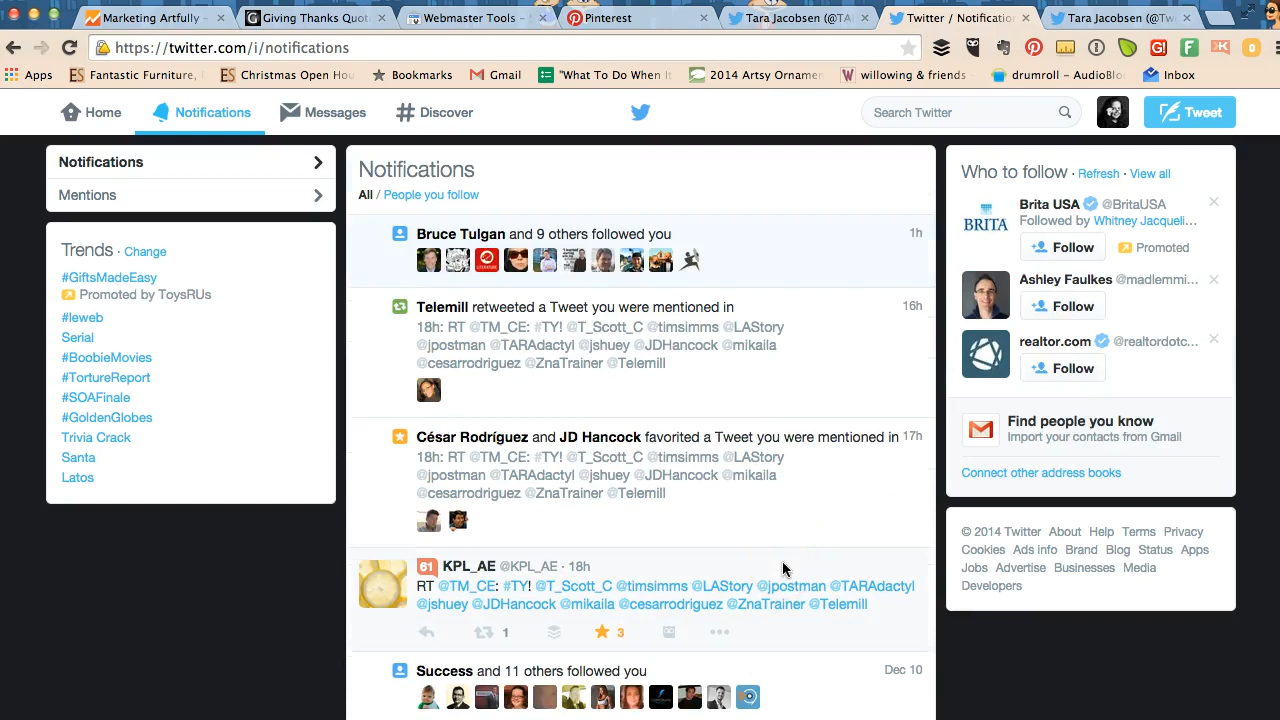 Marketing Artfully ×
Giving Thanks Quot ×
Webmaster Tools - S ×
Pinterest ×
Tara Jacobsen (@TA ×
Twitter / Notification ×
Tara Jacobsen (@Tw ×
https://twitter.com/i/notifications
Apps
Fantastic Furniture,
Christmas Open Hou
Bookmarks
Gmail
"What To Do When It
2014 Artsy Ornamen
willowing & friends
drumroll – AudioBlo
Inbox
Home
Notifications
Messages
Discover
Search Twitter
Tweet
Notifications
Mentions
Trends · Change
#GiftsMadeEasy
Promoted by ToysRUs
#leweb
Serial
#BoobieMovies
#TortureReport
#SOAFinale
#GoldenGlobes
Trivia Crack
Santa
Latos
Notifications
All / People you follow
Bruce Tulgan and 9 others followed you 1h
Telemill retweeted a Tweet you were mentioned in 16h
18h: RT @TM_CE: #TY! @T_Scott_C @timsimms @LAStory
@jpostman @TARAdactyl @jshuey @JDHancock @mikaila
@cesarrodriguez @ZnaTrainer @Telemill
César Rodríguez and JD Hancock favorited a Tweet you were mentioned in 17h
18h: RT @TM_CE: #TY! @T_Scott_C @timsimms @LAStory
@jpostman @TARAdactyl @jshuey @JDHancock @mikaila
@cesarrodriguez @ZnaTrainer @Telemill
61 KPL_AE @KPL_AE · 18h
RT @TM_CE: #TY! @T_Scott_C @timsimms @LAStory @jpostman @TARAdactyl
@jshuey @JDHancock @mikaila @cesarrodriguez @ZnaTrainer @Telemill
1 3
Success and 11 others followed you Dec 10
Who to follow · Refresh · View all
BRITA
Brita USA @BritaUSA
Followed by Whitney Jacqueli...
Follow Promoted
Ashley Faulkes @madlemmi...
Follow
realtor.com @realtordotc...
Follow
Find people you know
Import your contacts from Gmail
Connect other address books
© 2014 Twitter About Help Terms Privacy
Cookies Ads info Brand Blog Status Apps
Jobs Advertise Businesses Media
Developers